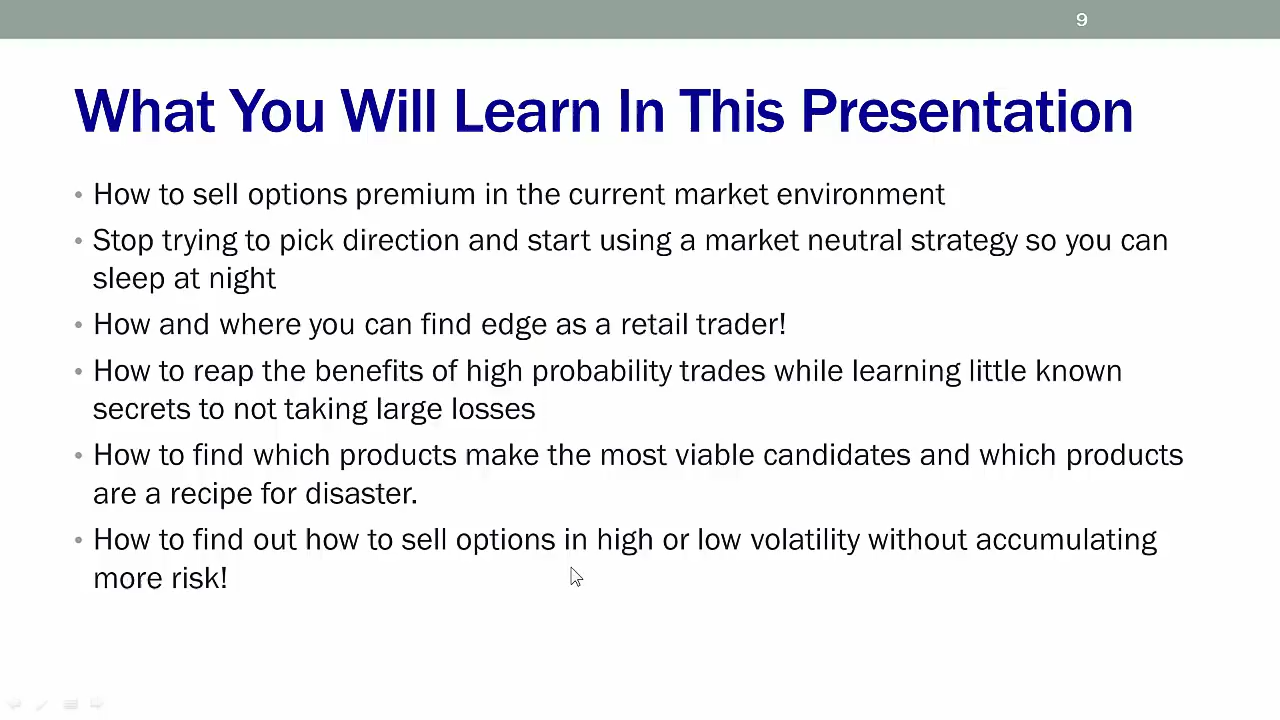 9
What You Will Learn In This Presentation
• How to sell options premium in the current market environment
• Stop trying to pick direction and start using a market neutral strategy so you can
sleep at night
• How and where you can find edge as a retail trader!
• How to reap the benefits of high probability trades while learning little known
secrets to not taking large losses
• How to find which products make the most viable candidates and which products
are a recipe for disaster.
• How to find out how to sell options in high or low volatility without accumulating
more risk!